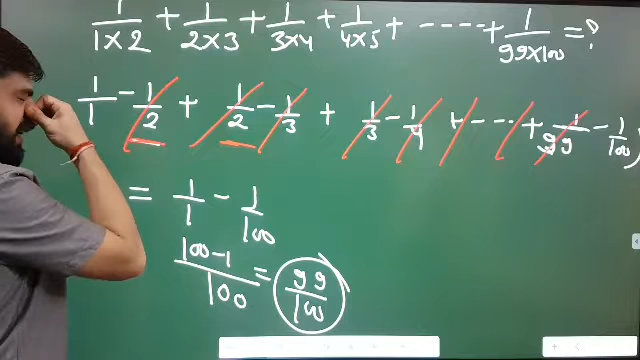 1/1×2 + 1/2×3 + 1/3×4 + 1/4×5 + ---- + 1/99×100 = ?
1/1 - 1/2 + 1/2 - 1/3 + 1/3 - 1/4 + --- + 1/99 - 1/100
= 1/1 - 1/100
100-1/100 = 99/100